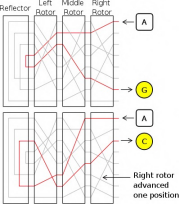 Reflector
Left Rotor
Middle Rotor
Right Rotor
A
G
A
C
Right rotor
advanced
one position